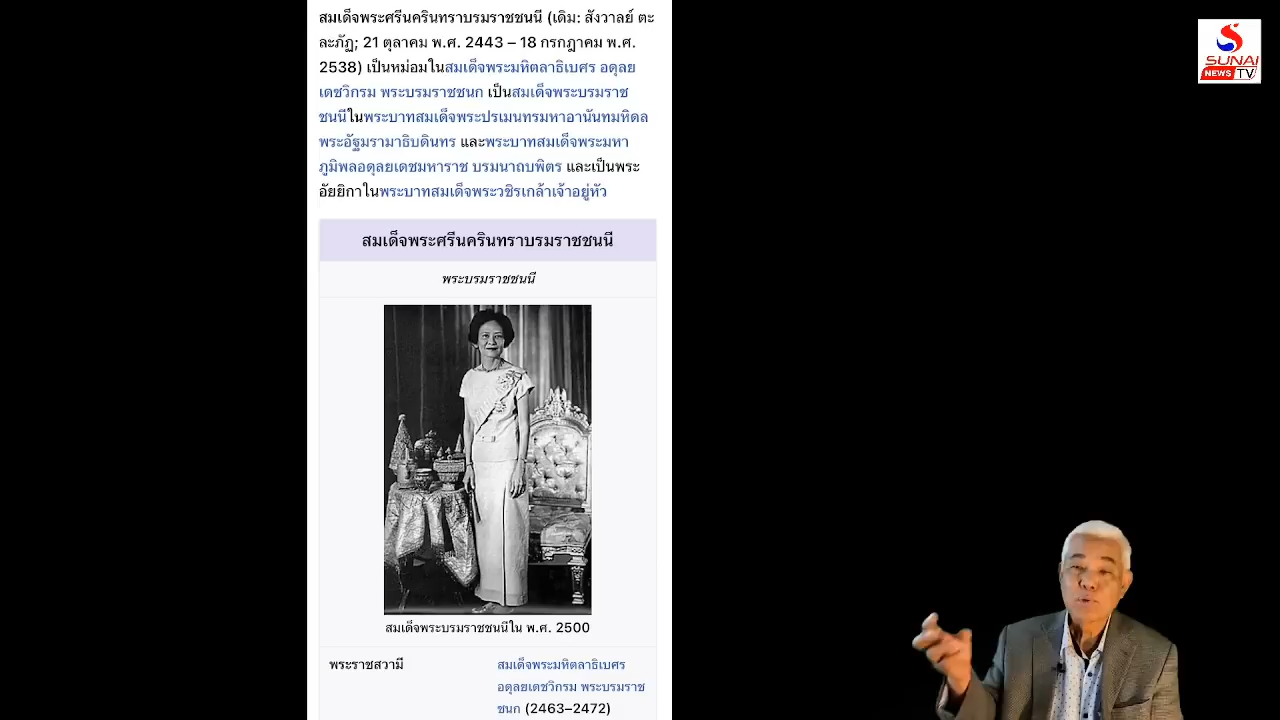 สมเด็จพระศรีนครินทราบรมราชชนนี (เดิม: สังวาลย์ ตะ
ละภัฏ; 21 ตุลาคม พ.ศ. 2443 – 18 กรกฎาคม พ.ศ.
2538) เป็นหม่อมในสมเด็จพระมหิตลาธิเบศร อดุลย
เดชวิกรม พระบรมราชชนก เป็นสมเด็จพระบรมราช
ชนนีในพระบาทสมเด็จพระปรเมนทรมหาอานันทมหิดล
พระอัฐมรามาธิบดินทร และพระบาทสมเด็จพระมหา
ภูมิพลอดุลยเดชมหาราช บรมนาถบพิตร และเป็นพระ
อัยยิกาในพระบาทสมเด็จพระวชิรเกล้าเจ้าอยู่หัว
สมเด็จพระศรีนครินทราบรมราชชนนี
พระบรมราชชนนี
สมเด็จพระบรมราชชนนีใน พ.ศ. 2500
พระราชสวามี
สมเด็จพระมหิตลาธิเบศร
อดุลยเดชวิกรม พระบรมราช
ชนก (2463–2472)
SUNAI
NEWS TV